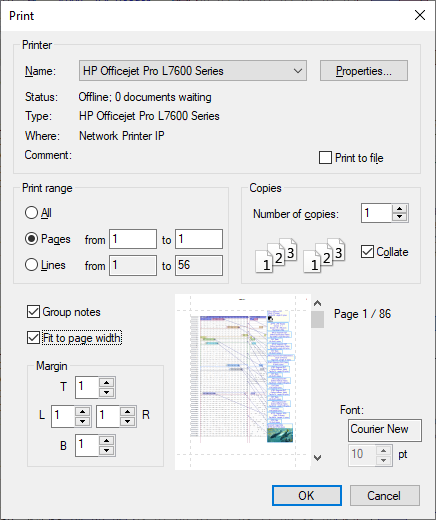 Print
Printer
Name: HP Officejet Pro L7600 Series Properties...
Status: Offline; 0 documents waiting
Type: HP Officejet Pro L7600 Series
Where: Network Printer IP
Comment:
Print to file
Print range
All
Pages from 1 to 1
Lines from 1 to 56
Copies
Number of copies: 1
1 2 3 1 2 3
Collate
Group notes
Fit to page width
Margin
T 1
L 1 1 R
B 1
Page 1 / 86
Font:
Courier New
10 pt
OK Cancel